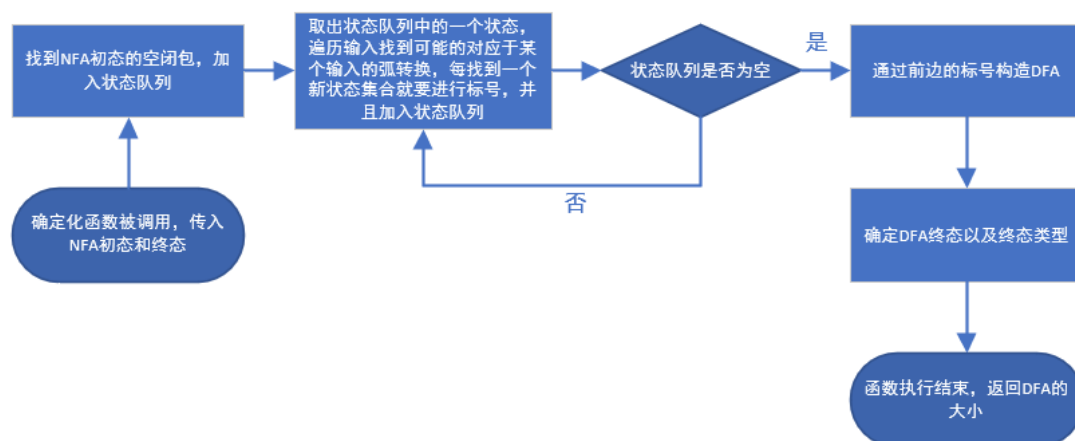 确定化函数被调用，传入
NFA初态和终态
找到NFA初态的空闭包，加
入状态队列
取出状态队列中的一个状态，
遍历输入找到可能的对应于某
个输入的弧转换，每找到一个
新状态集合就要进行标号，并
且加入状态队列
状态队列是否为空
否
是
通过前边的标号构造DFA
确定DFA终态以及终态类型
函数执行结束，返回DFA的
大小